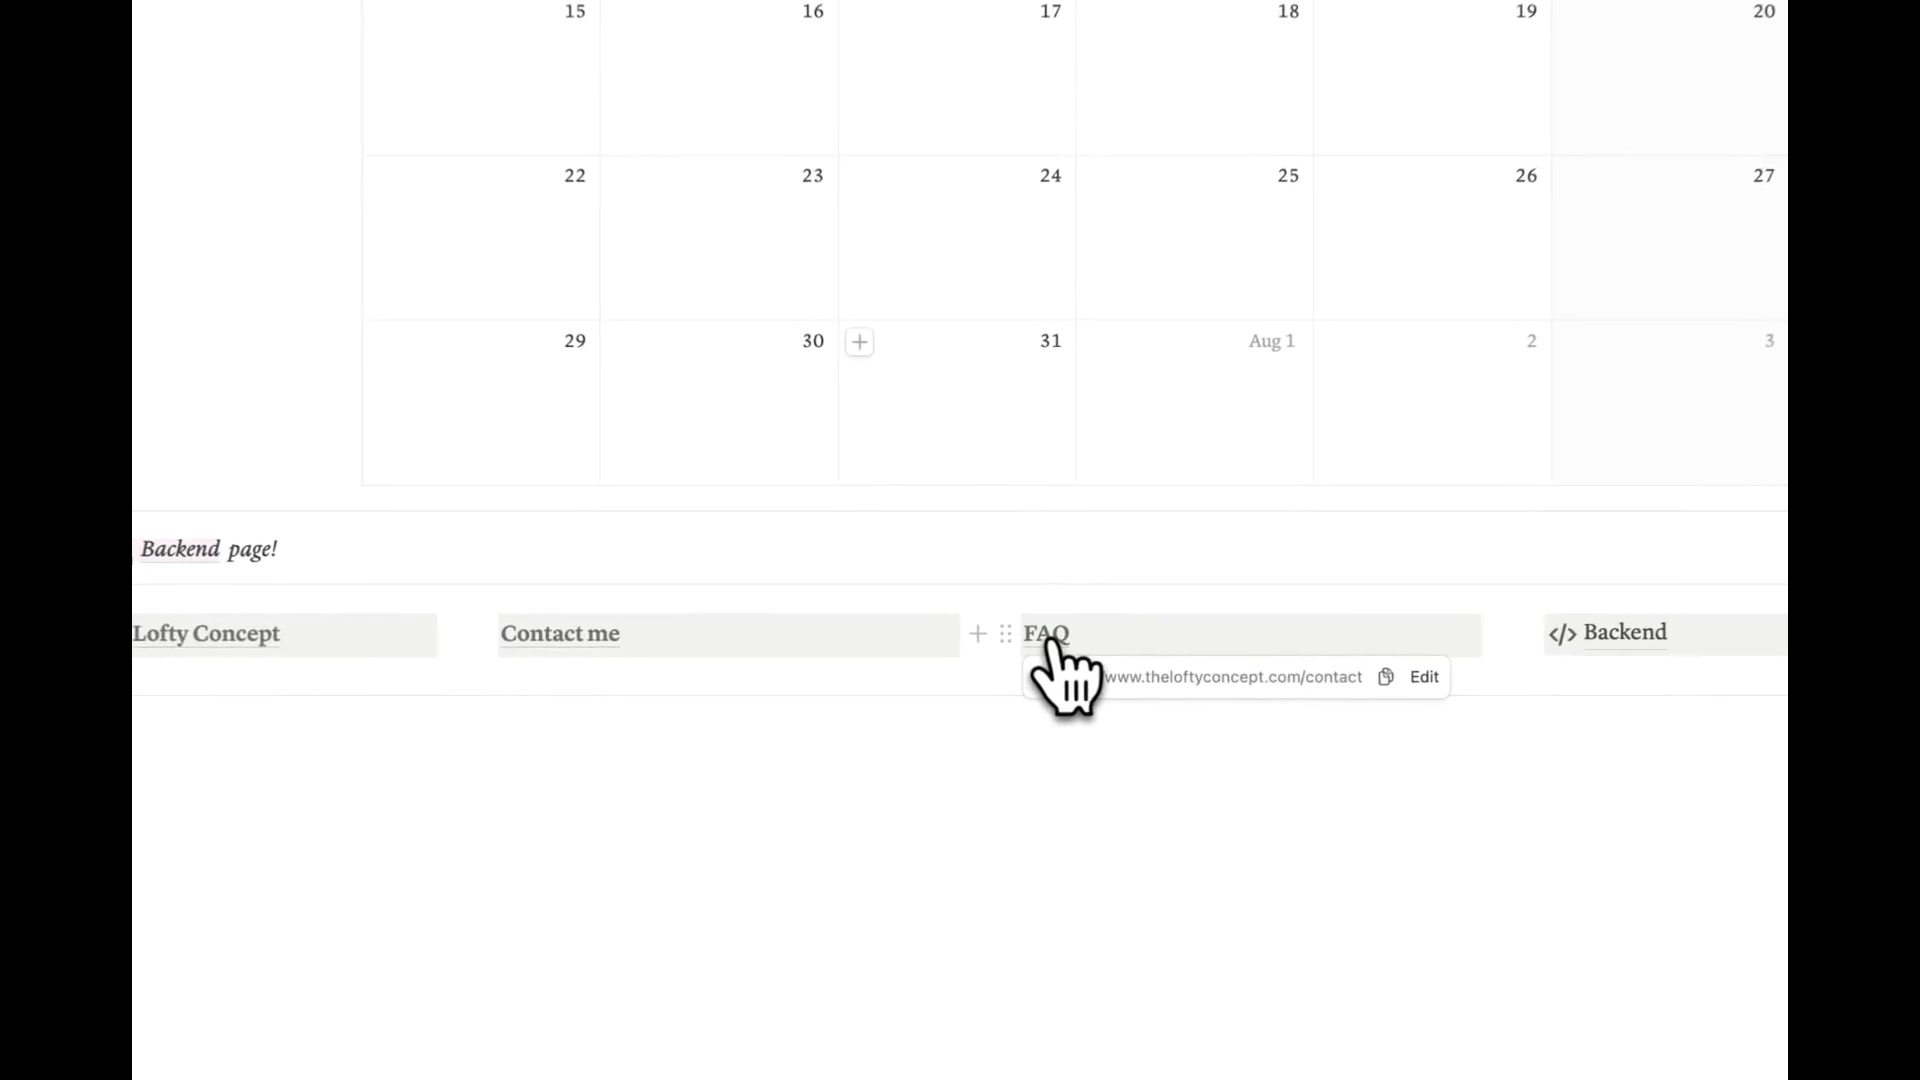 15 16 17 18 19 20
22 23 24 25 26 27
29 30 31 Aug 1 2 3
Backend page!
Lofty Concept Contact me FAQ </> Backend
www.theloftyconcept.com/contact Edit